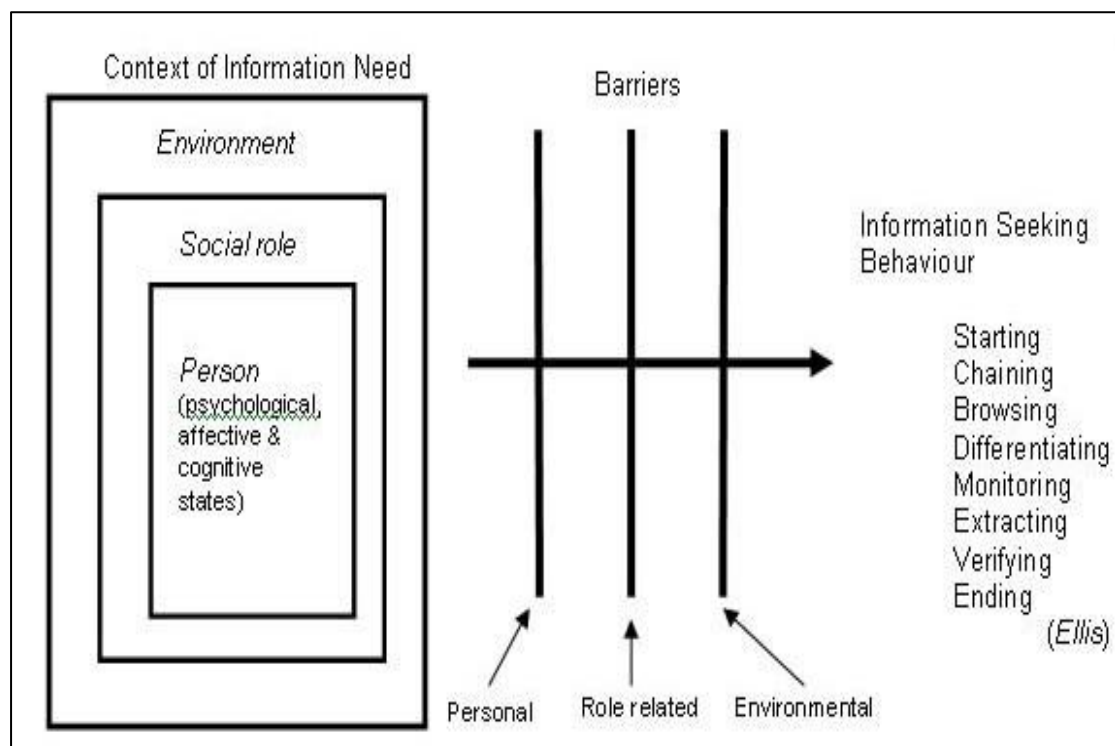 Context of Information Need
Environment
Social role
Person
(psychological,
affective &
cognitive
states)
Barriers
Personal
Role related
Environmental
Information Seeking
Behaviour
Starting
Chaining
Browsing
Differentiating
Monitoring
Extracting
Verifying
Ending
(Ellis)